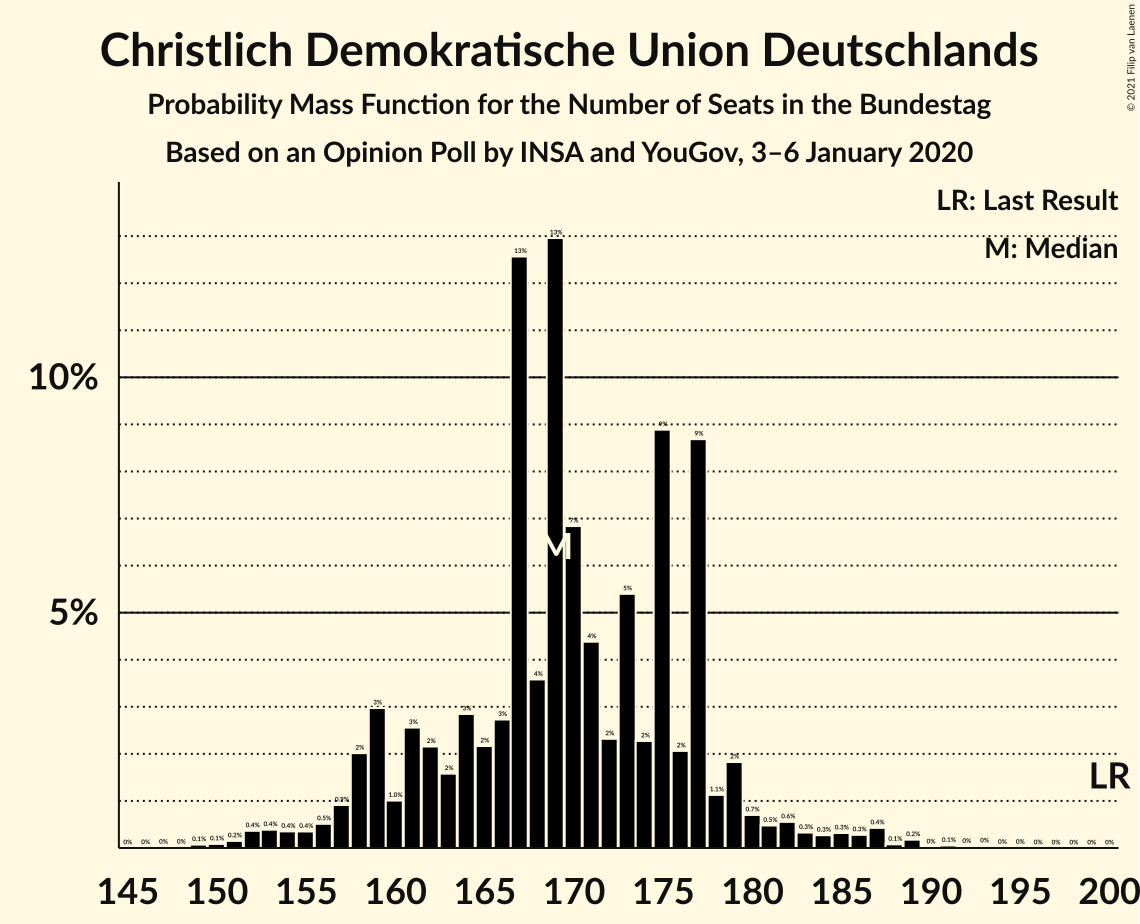 Christlich Demokratische Union Deutschlands
Probability Mass Function for the Number of Seats in the Bundestag
Based on an Opinion Poll by INSA and YouGov, 3–6 January 2020
© 2021 Filip van Laenen
LR: Last Result
M: Median
10%
5%
0% 0% 0% 0% 0.1% 0.1% 0.2% 0.4% 0.4% 0.4% 0.4% 0.5% 0.9% 2% 3% 1.0% 3% 2% 2% 3% 2% 3% 13% 4% 13% 7% 4% 2% 5% 2% 9% 2% 9% 1.1% 2% 0.7% 0.5% 0.6% 0.3% 0.3% 0.3% 0.3% 0.4% 0.1% 0.2% 0% 0.1% 0% 0% 0% 0% 0% 0% 0% 0% 0%
M
LR
145 150 155 160 165 170 175 180 185 190 195 200